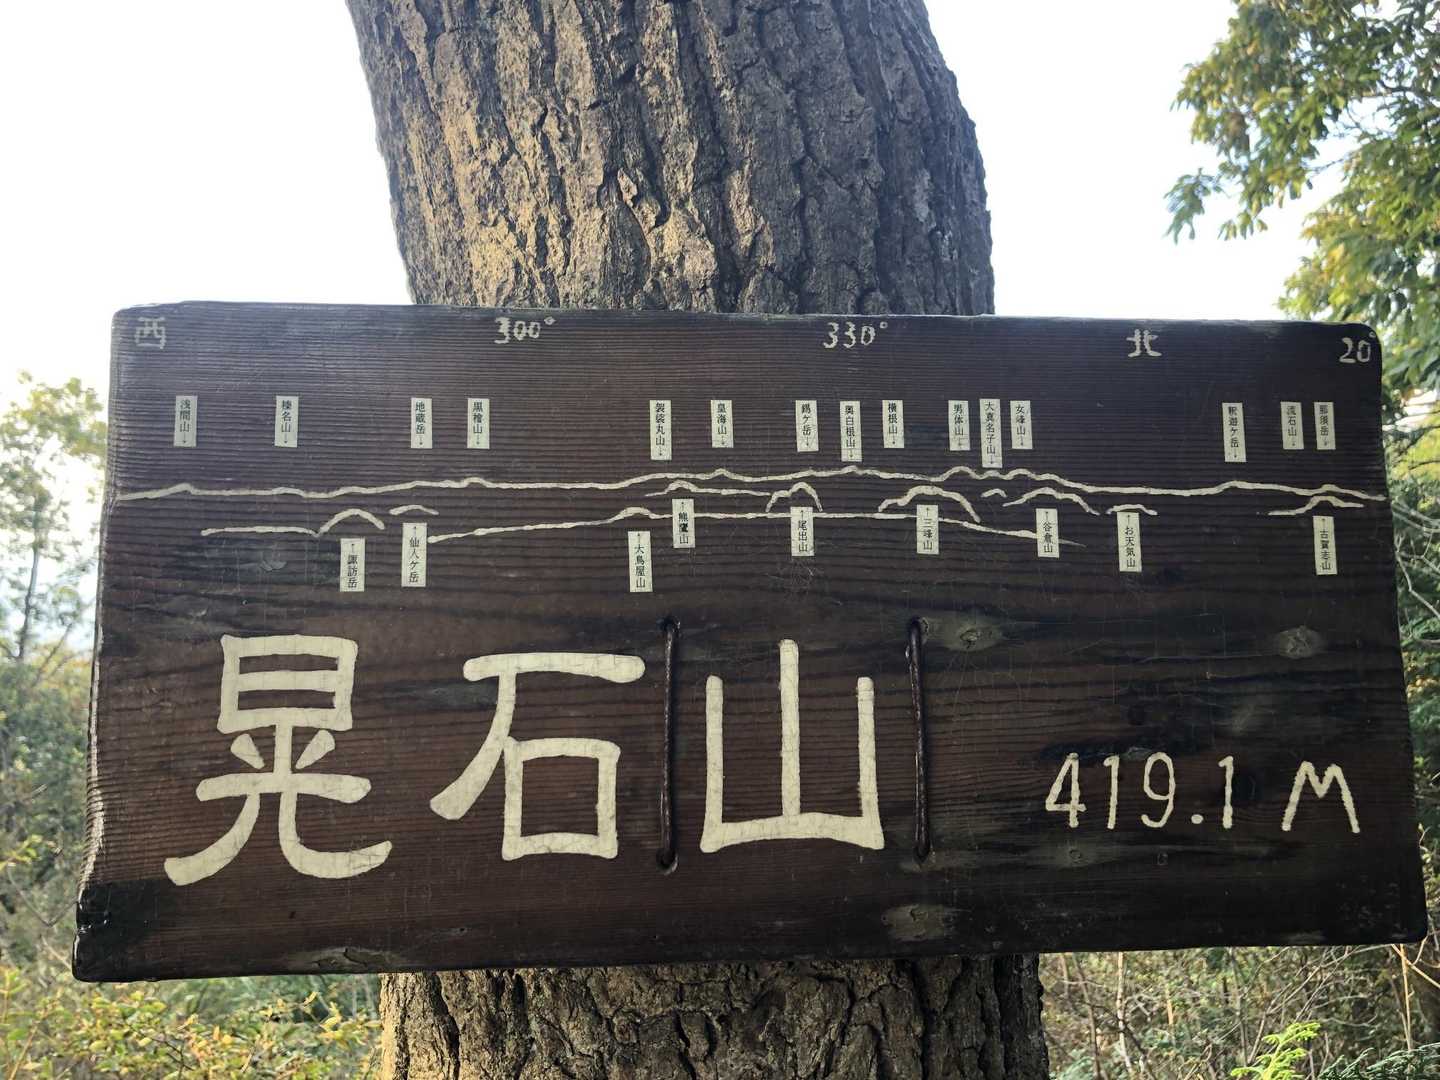 西 300° 330° 北 20°
浅間山→ 榛名山→ 地蔵岳→ 黒檜山→ 袈裟丸山→ 皇海山→ 錫ケ岳→ 奥白根山→ 横根山→ 男体山→ 大真名子山→ 女峰山→ 釈迦ケ岳→ 流石山→ 那須岳→
←諏訪岳 ←仙人ケ岳 ←大鳥屋山 ←熊鷹山 ←尾出山 ←三峰山 ←谷倉山 ←お天気山 ←古賀志山
晃石山 419.1M